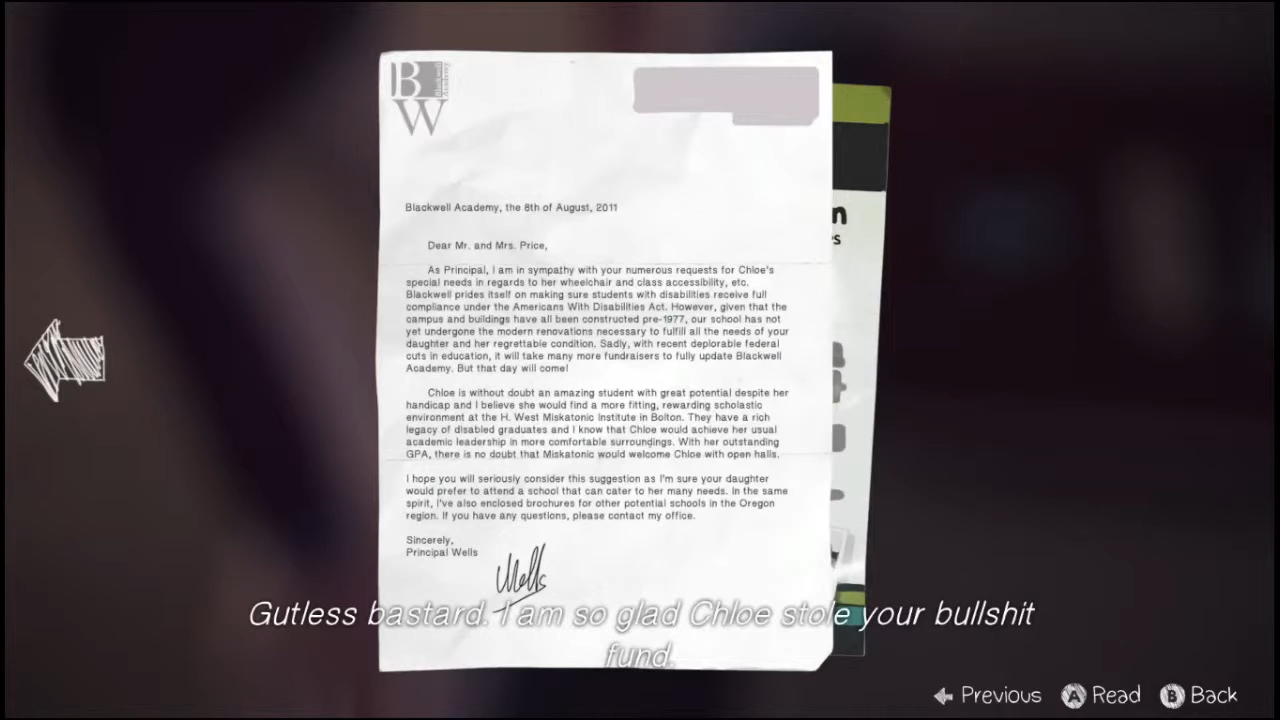 B
Blackwell
Academy
W
n
es
Blackwell Academy, the 8th of August, 2011
Dear Mr. and Mrs. Price,
As Principal, I am in sympathy with your numerous requests for Chloe's
special needs in regards to her wheelchair and class accessibility, etc.
Blackwell prides itself on making sure students with disabilities receive full
compliance under the Americans With Disabilities Act. However, given that the
campus and buildings have all been constructed pre-1977, our school has not
yet undergone the modern renovations necessary to fulfill all the needs of your
daughter and her regrettable condition. Sadly, with recent deplorable federal
cuts in education, it will take many more fundraisers to fully update Blackwell
Academy. But that day will come!
Chloe is without doubt an amazing student with great potential despite her
handicap and I believe she would find a more fitting, rewarding scholastic
environment at the H. West Miskatonic Institute in Bolton. They have a rich
legacy of disabled graduates and I know that Chloe would achieve her usual
academic leadership in more comfortable surroundings. With her outstanding
GPA, there is no doubt that Miskatonic would welcome Chloe with open halls.
I hope you will seriously consider this suggestion as I'm sure your daughter
would prefer to attend a school that can cater to her many needs. In the same
spirit, I've also enclosed brochures for other potential schools in the Oregon
region. If you have any questions, please contact my office.
Sincerely,
Principal Wells
Wells
Gutless bastard. I am so glad Chloe stole your bullshit
fund.
Previous A Read B Back